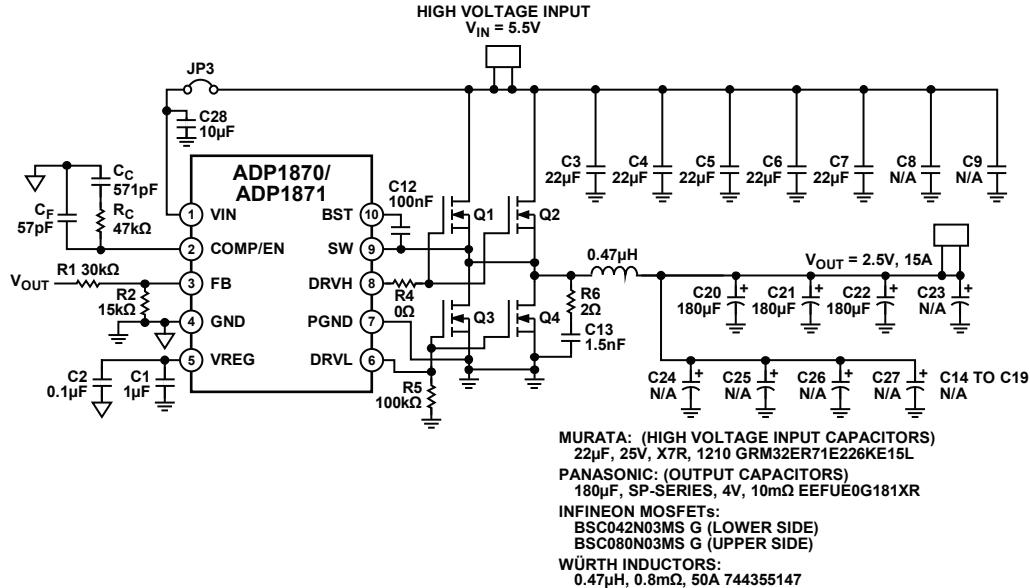 HIGH VOLTAGE INPUT
VIN = 5.5V
JP3
C28
10µF
C3
22µF
C4
22µF
C5
22µF
C6
22µF
C7
22µF
C8
N/A
C9
N/A
CC
571pF
CF
57pF
RC
47kΩ
ADP1870/
ADP1871
1 VIN
2 COMP/EN
3 FB
4 GND
5 VREG
BST 10
SW 9
DRVH 8
PGND 7
DRVL 6
C12
100nF
Q1
Q2
Q3
Q4
VOUT
R1 30kΩ
R2
15kΩ
R4
0Ω
R5
100kΩ
C2
0.1µF
C1
1µF
0.47µH
R6
2Ω
C13
1.5nF
VOUT = 2.5V, 15A
C20
180µF
+
C21
180µF
+
C22
180µF
+
C23
N/A
+
C24
N/A
+
C25
N/A
+
C26
N/A
+
C27
N/A
+
C14 TO C19
N/A
MURATA: (HIGH VOLTAGE INPUT CAPACITORS)
22µF, 25V, X7R, 1210 GRM32ER71E226KE15L
PANASONIC: (OUTPUT CAPACITORS)
180µF, SP-SERIES, 4V, 10mΩ EEFUE0G181XR
INFINEON MOSFETs:
BSC042N03MS G (LOWER SIDE)
BSC080N03MS G (UPPER SIDE)
WÜRTH INDUCTORS:
0.47µH, 0.8mΩ, 50A 744355147